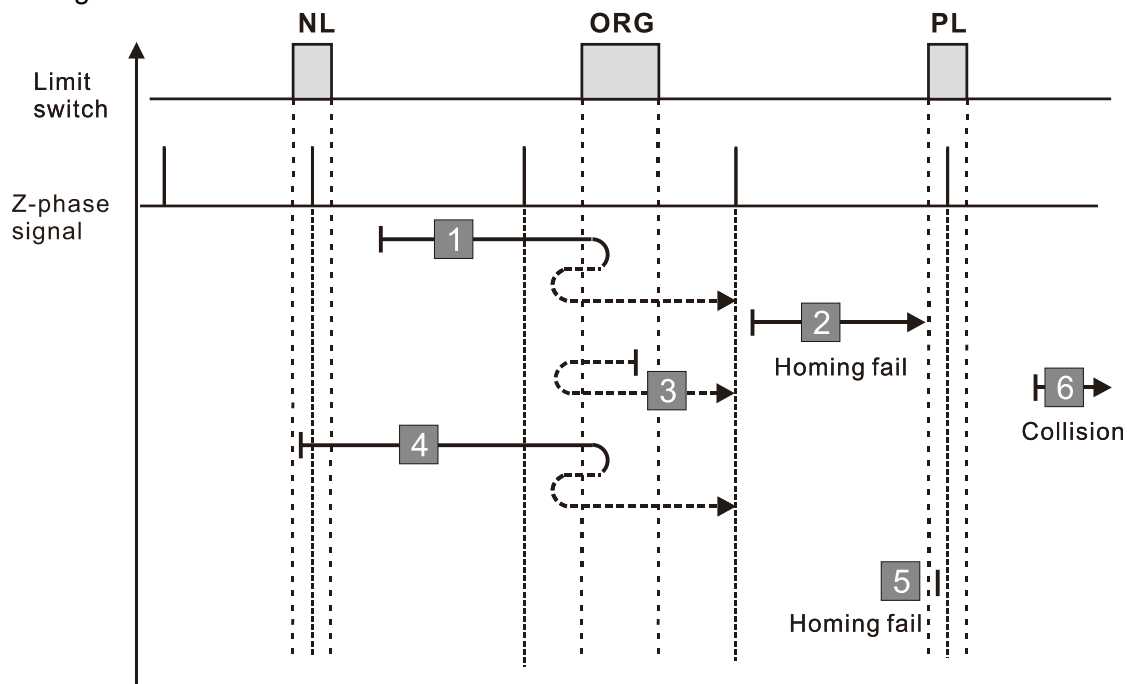 NL
ORG
PL
Limit
switch
Z-phase
signal
1
2
Homing fail
3
6
Collision
4
5
Homing fail